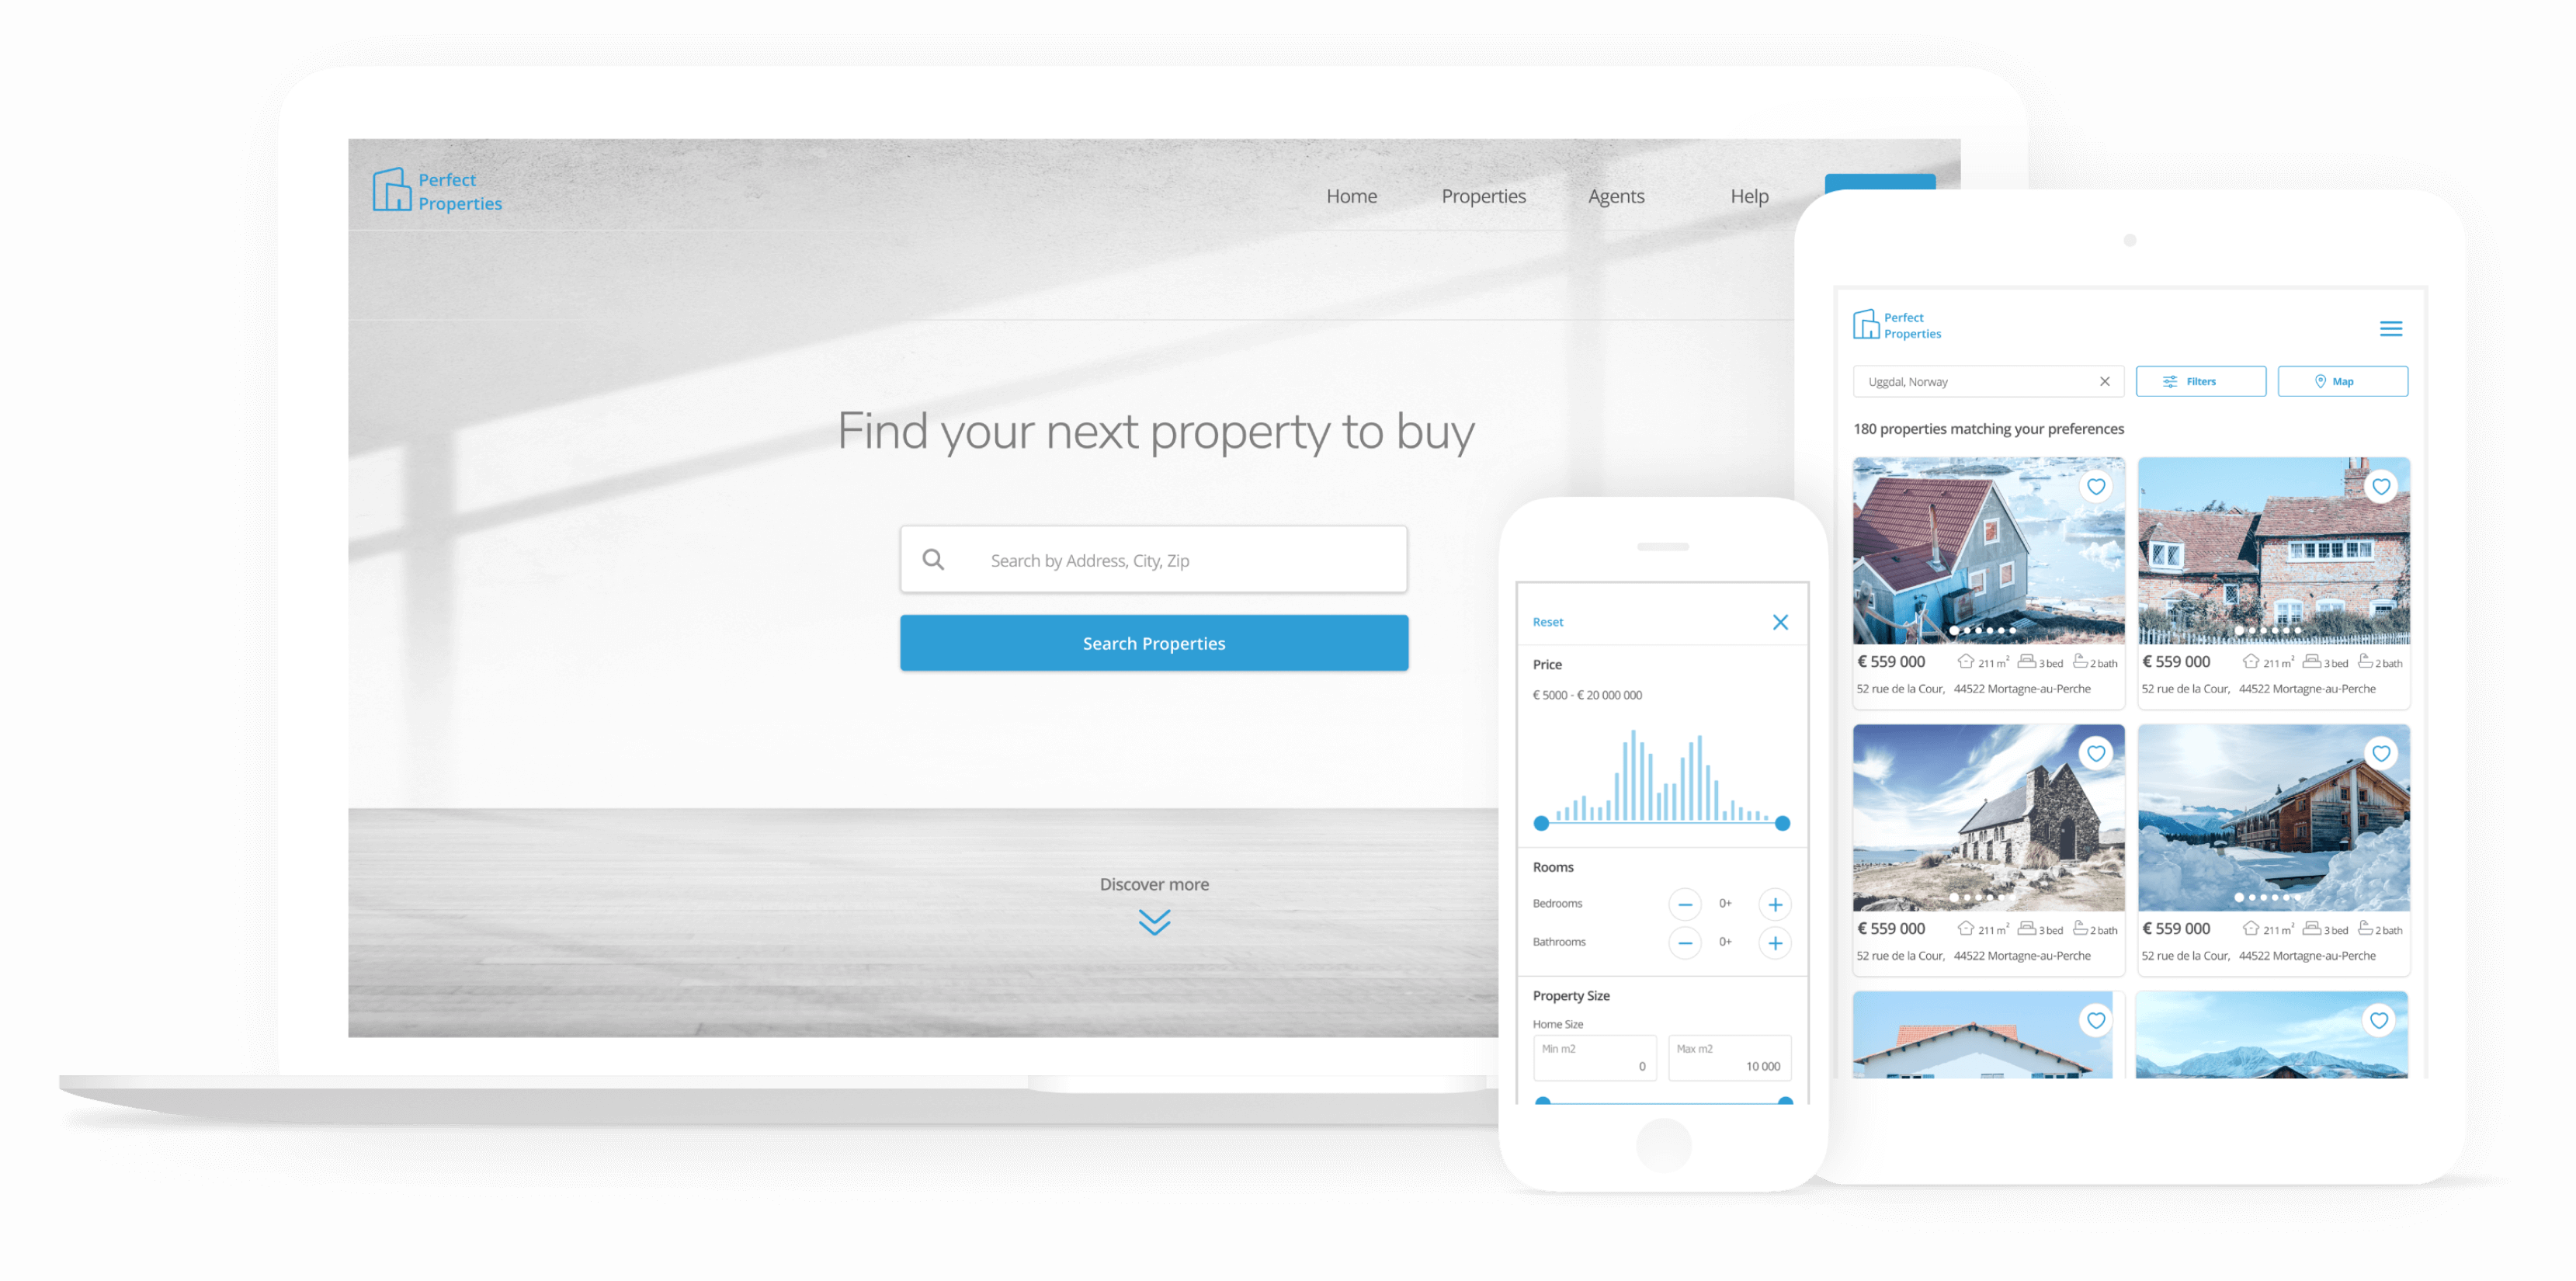 Perfect
Properties
Home
Properties
Agents
Help
Find your next property to buy
Search by Address, City, Zip
Search Properties
Discover more
Reset
Price
€ 5000 - € 20 000 000
Rooms
Bedrooms
0+
Bathrooms
0+
Property Size
Home Size
Min m2
0
Max m2
10 000
Perfect
Properties
Uggdal, Norway
Filters
Map
180 properties matching your preferences
€ 559 000 211 m² 3 bed 2 bath
52 rue de la Cour, 44522 Mortagne-au-Perche
€ 559 000 211 m² 3 bed 2 bath
52 rue de la Cour, 44522 Mortagne-au-Perche
€ 559 000 211 m² 3 bed 2 bath
52 rue de la Cour, 44522 Mortagne-au-Perche
€ 559 000 211 m² 3 bed 2 bath
52 rue de la Cour, 44522 Mortagne-au-Perche